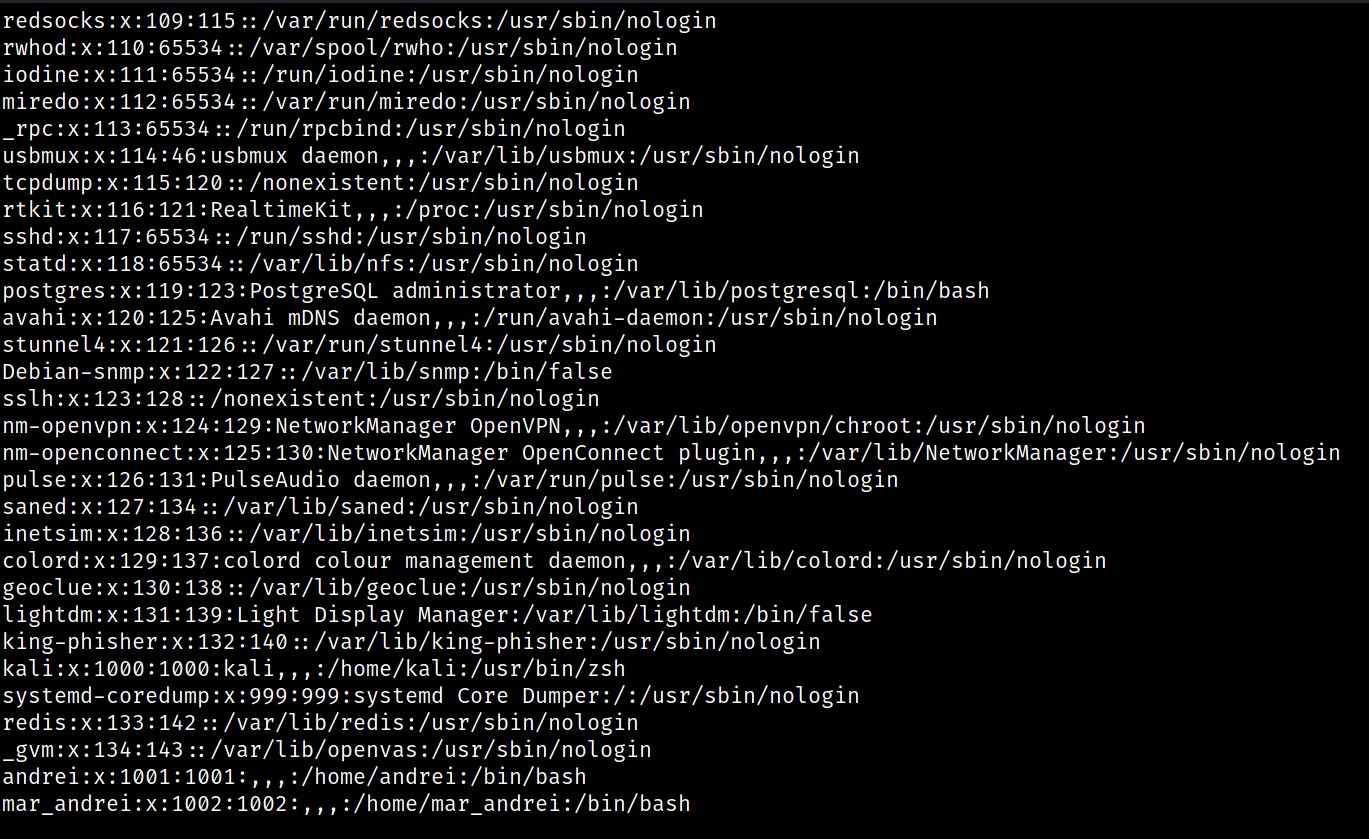 redsocks:x:109:115::/var/run/redsocks:/usr/sbin/nologin
rwhod:x:110:65534::/var/spool/rwho:/usr/sbin/nologin
iodine:x:111:65534::/run/iodine:/usr/sbin/nologin
miredo:x:112:65534::/var/run/miredo:/usr/sbin/nologin
_rpc:x:113:65534::/run/rpcbind:/usr/sbin/nologin
usbmux:x:114:46:usbmux daemon,,,:/var/lib/usbmux:/usr/sbin/nologin
tcpdump:x:115:120::/nonexistent:/usr/sbin/nologin
rtkit:x:116:121:RealtimeKit,,,:/proc:/usr/sbin/nologin
sshd:x:117:65534::/run/sshd:/usr/sbin/nologin
statd:x:118:65534::/var/lib/nfs:/usr/sbin/nologin
postgres:x:119:123:PostgreSQL administrator,,,:/var/lib/postgresql:/bin/bash
avahi:x:120:125:Avahi mDNS daemon,,,:/run/avahi-daemon:/usr/sbin/nologin
stunnel4:x:121:126::/var/run/stunnel4:/usr/sbin/nologin
Debian-snmp:x:122:127::/var/lib/snmp:/bin/false
sslh:x:123:128::/nonexistent:/usr/sbin/nologin
nm-openvpn:x:124:129:NetworkManager OpenVPN,,,:/var/lib/openvpn/chroot:/usr/sbin/nologin
nm-openconnect:x:125:130:NetworkManager OpenConnect plugin,,,:/var/lib/NetworkManager:/usr/sbin/nologin
pulse:x:126:131:PulseAudio daemon,,,:/var/run/pulse:/usr/sbin/nologin
saned:x:127:134::/var/lib/saned:/usr/sbin/nologin
inetsim:x:128:136::/var/lib/inetsim:/usr/sbin/nologin
colord:x:129:137:colord colour management daemon,,,:/var/lib/colord:/usr/sbin/nologin
geoclue:x:130:138::/var/lib/geoclue:/usr/sbin/nologin
lightdm:x:131:139:Light Display Manager:/var/lib/lightdm:/bin/false
king-phisher:x:132:140::/var/lib/king-phisher:/usr/sbin/nologin
kali:x:1000:1000:kali,,,:/home/kali:/usr/bin/zsh
systemd-coredump:x:999:999:systemd Core Dumper:/:/usr/sbin/nologin
redis:x:133:142::/var/lib/redis:/usr/sbin/nologin
_gvm:x:134:143::/var/lib/openvas:/usr/sbin/nologin
andrei:x:1001:1001:,,,:/home/andrei:/bin/bash
mar_andrei:x:1002:1002:,,,:/home/mar_andrei:/bin/bash